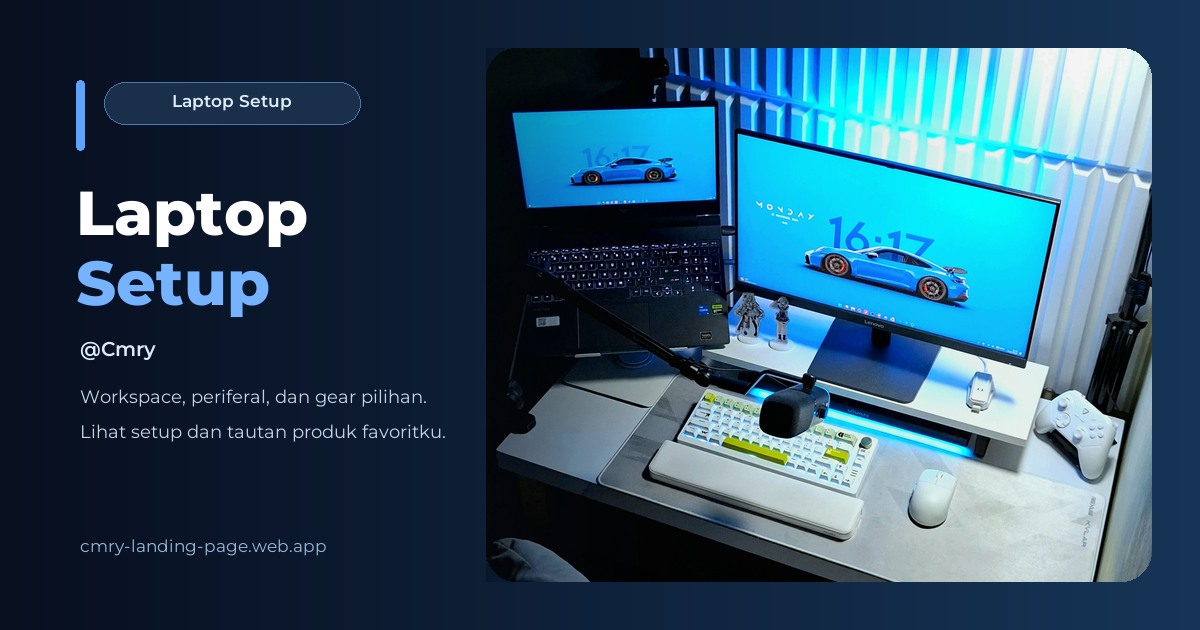 Laptop Setup
Laptop
Setup
@Cmry
Workspace, periferal, dan gear pilihan.
Lihat setup dan tautan produk favoritku.
cmry-landing-page.web.app
16:17
MONDAY
16:17
Lenovo